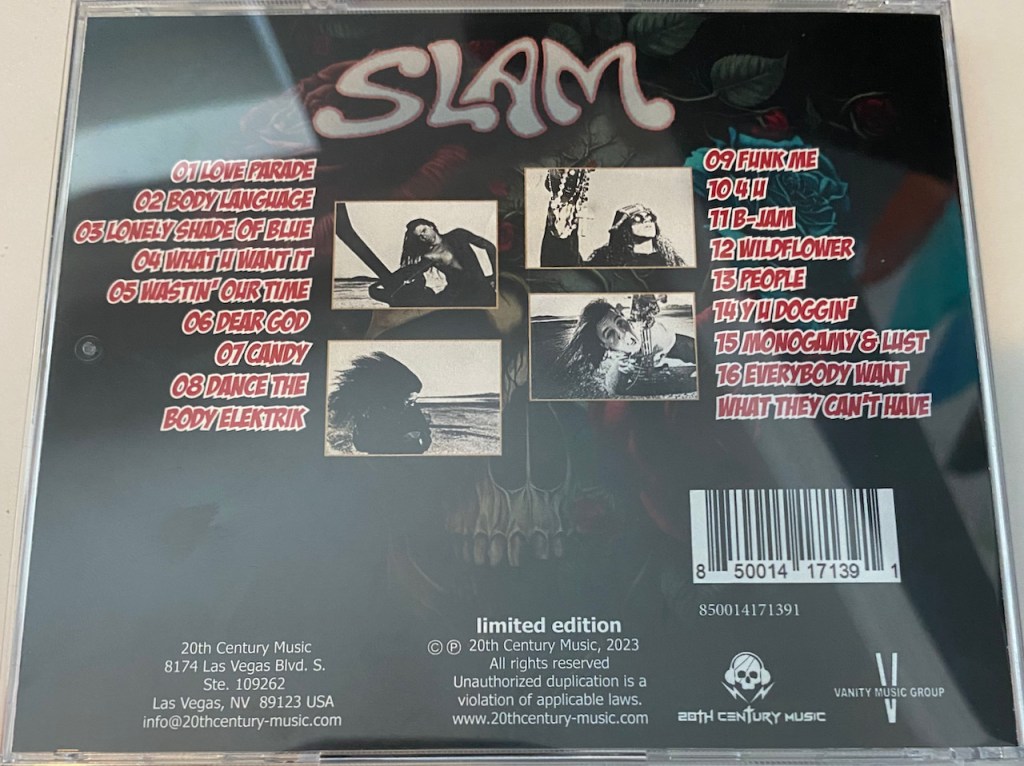 SLAM
01 LOVE PARADE
02 BODY LANGUAGE
03 LONELY SHADE OF BLUE
04 WHAT U WANT IT
05 WASTIN' OUR TIME
06 DEAR GOD
07 CANDY
08 DANCE THE
BODY ELEKTRIK
09 FUNK ME
10 4 U
11 B-JAM
12 WILDFLOWER
13 PEOPLE
14 Y U DOGGIN'
15 MONOGAMY & LUST
16 EVERYBODY WANT
WHAT THEY CAN'T HAVE
8 50014 17139 1
850014171391
20th Century Music
8174 Las Vegas Blvd. S.
Ste. 109262
Las Vegas, NV 89123 USA
info@20thcentury-music.com
limited edition
© ℗ 20th Century Music, 2023
All rights reserved
Unauthorized duplication is a
violation of applicable laws.
www.20thcentury-music.com
20TH CENTURY MUSIC
V
VANITY MUSIC GROUP